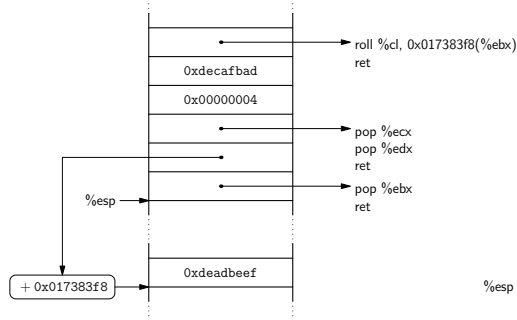 roll %cl, 0x017383f8(%ebx)
ret
0xdecafbad
0x00000004
pop %ecx
pop %edx
ret
pop %ebx
%esp
ret
0xdeadbeef
+ 0x017383f8
%esp